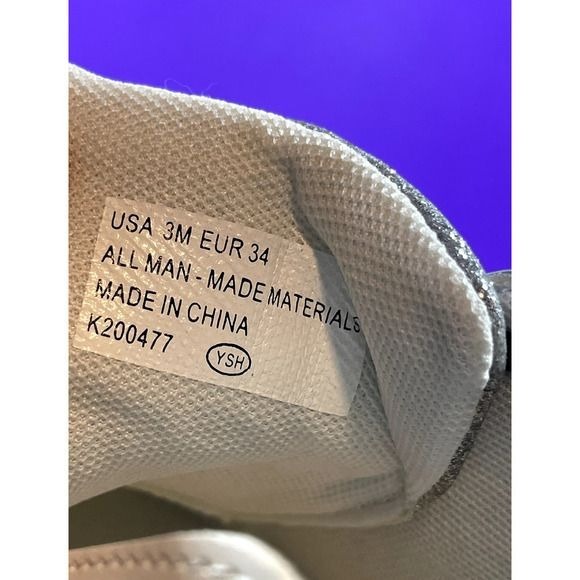 USA 3M EUR 34
ALL MAN - MADE MATERIALS
MADE IN CHINA
K200477 YSH